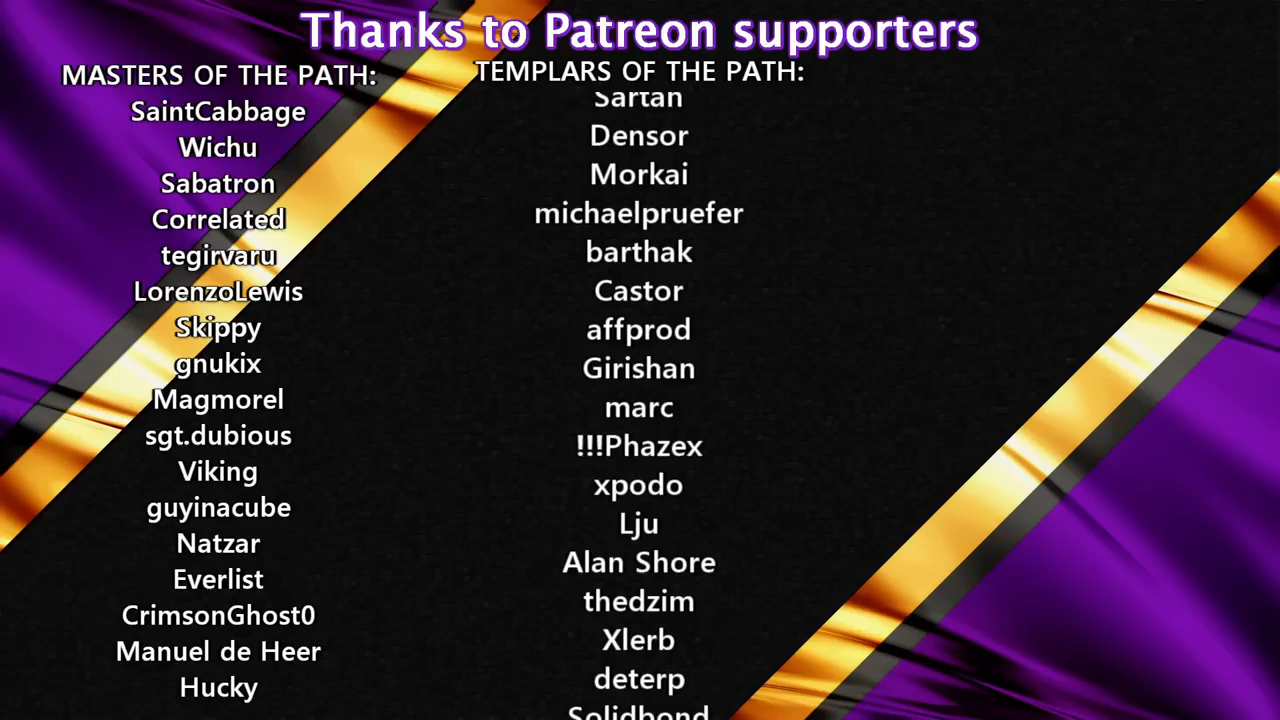 Thanks to Patreon supporters
MASTERS OF THE PATH:
SaintCabbage
Wichu
Sabatron
Correlated
tegirvaru
LorenzoLewis
Skippy
gnukix
Magmorel
sgt.dubious
Viking
guyinacube
Natzar
Everlist
CrimsonGhost0
Manuel de Heer
Hucky
TEMPLARS OF THE PATH:
Sartan
Densor
Morkai
michaelpruefer
barthak
Castor
affprod
Girishan
marc
!!!Phazex
xpodo
Lju
Alan Shore
thedzim
Xlerb
deterp
Solidbond